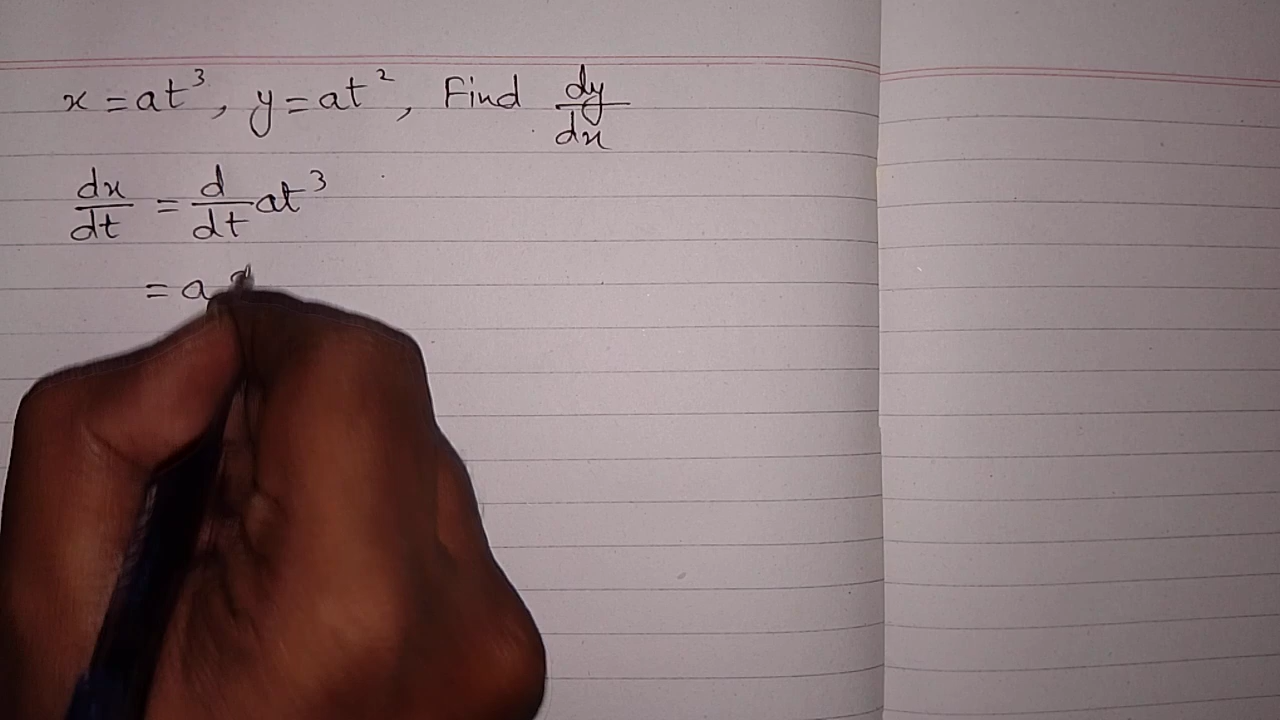 x = at³, y = at², Find dy/dx
dx/dt = d/dt at³
= a